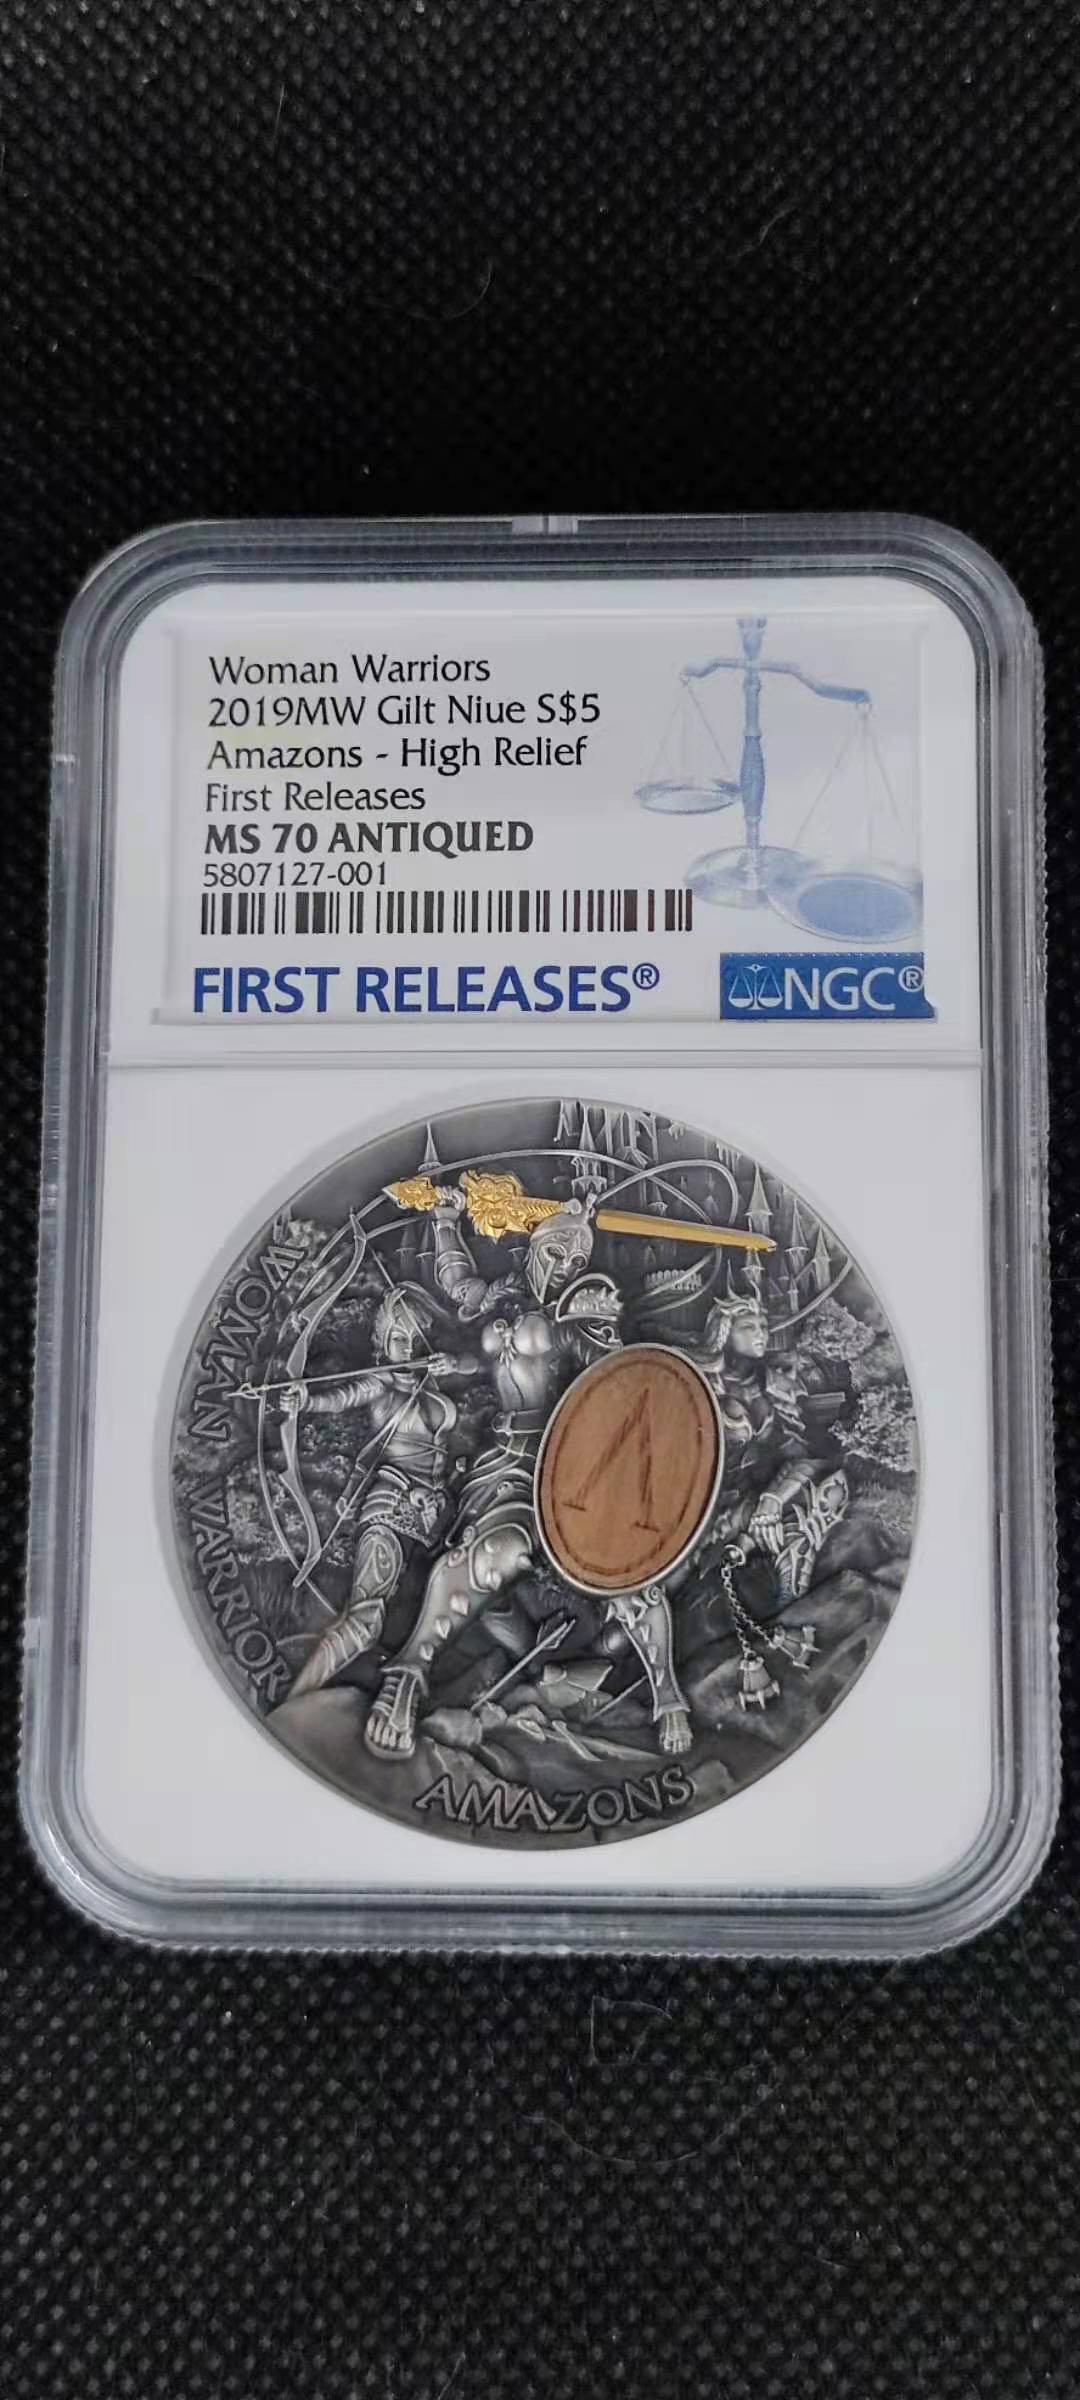 Woman Warriors
2019MW Gilt Niue S$5
Amazons - High Relief
First Releases
MS 70 ANTIQUED
5807127-001
FIRST RELEASES®
NGC®
WOMAN WARRIOR
Λ
AMAZONS